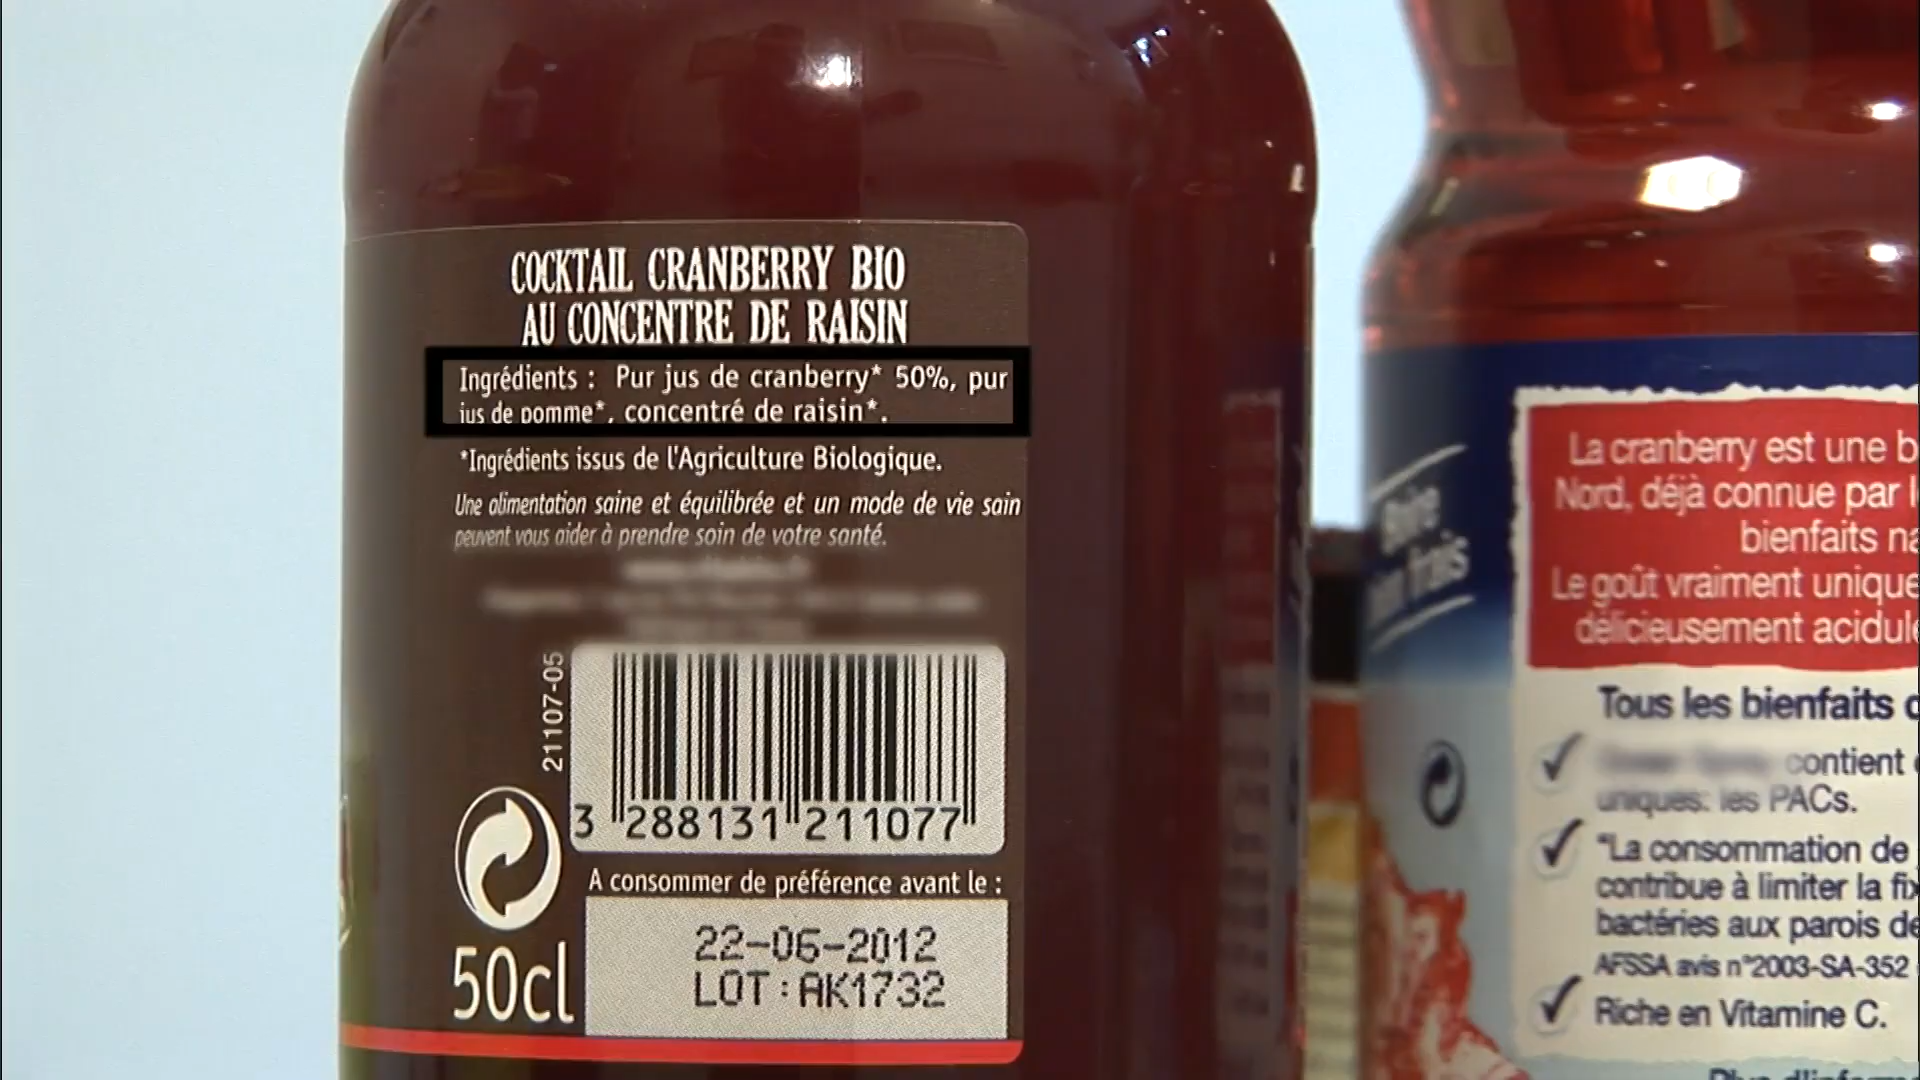 COCKTAIL CRANBERRY BIO
AU CONCENTRE DE RAISIN
Ingrédients : Pur jus de cranberry* 50%, pur
jus de pomme*, concentré de raisin*.
*Ingrédients issus de l'Agriculture Biologique.
Une alimentation saine et équilibrée et un mode de vie sain
peuvent vous aider à prendre soin de votre santé.
21107-05
3 288131 211077
A consommer de préférence avant le :
22-06-2012
LOT : AK1732
50cl
Boire
frais
La cranberry est une b
Nord, déjà connue par l
bienfaits na
Le goût vraiment unique
délicieusement acidulé
Tous les bienfaits d
contient
uniques: les PACs.
"La consommation de
contribue à limiter la fix
bactéries aux parois de
AFSSA avis n°2003-SA-352
Riche en Vitamine C.
Plus d'inform